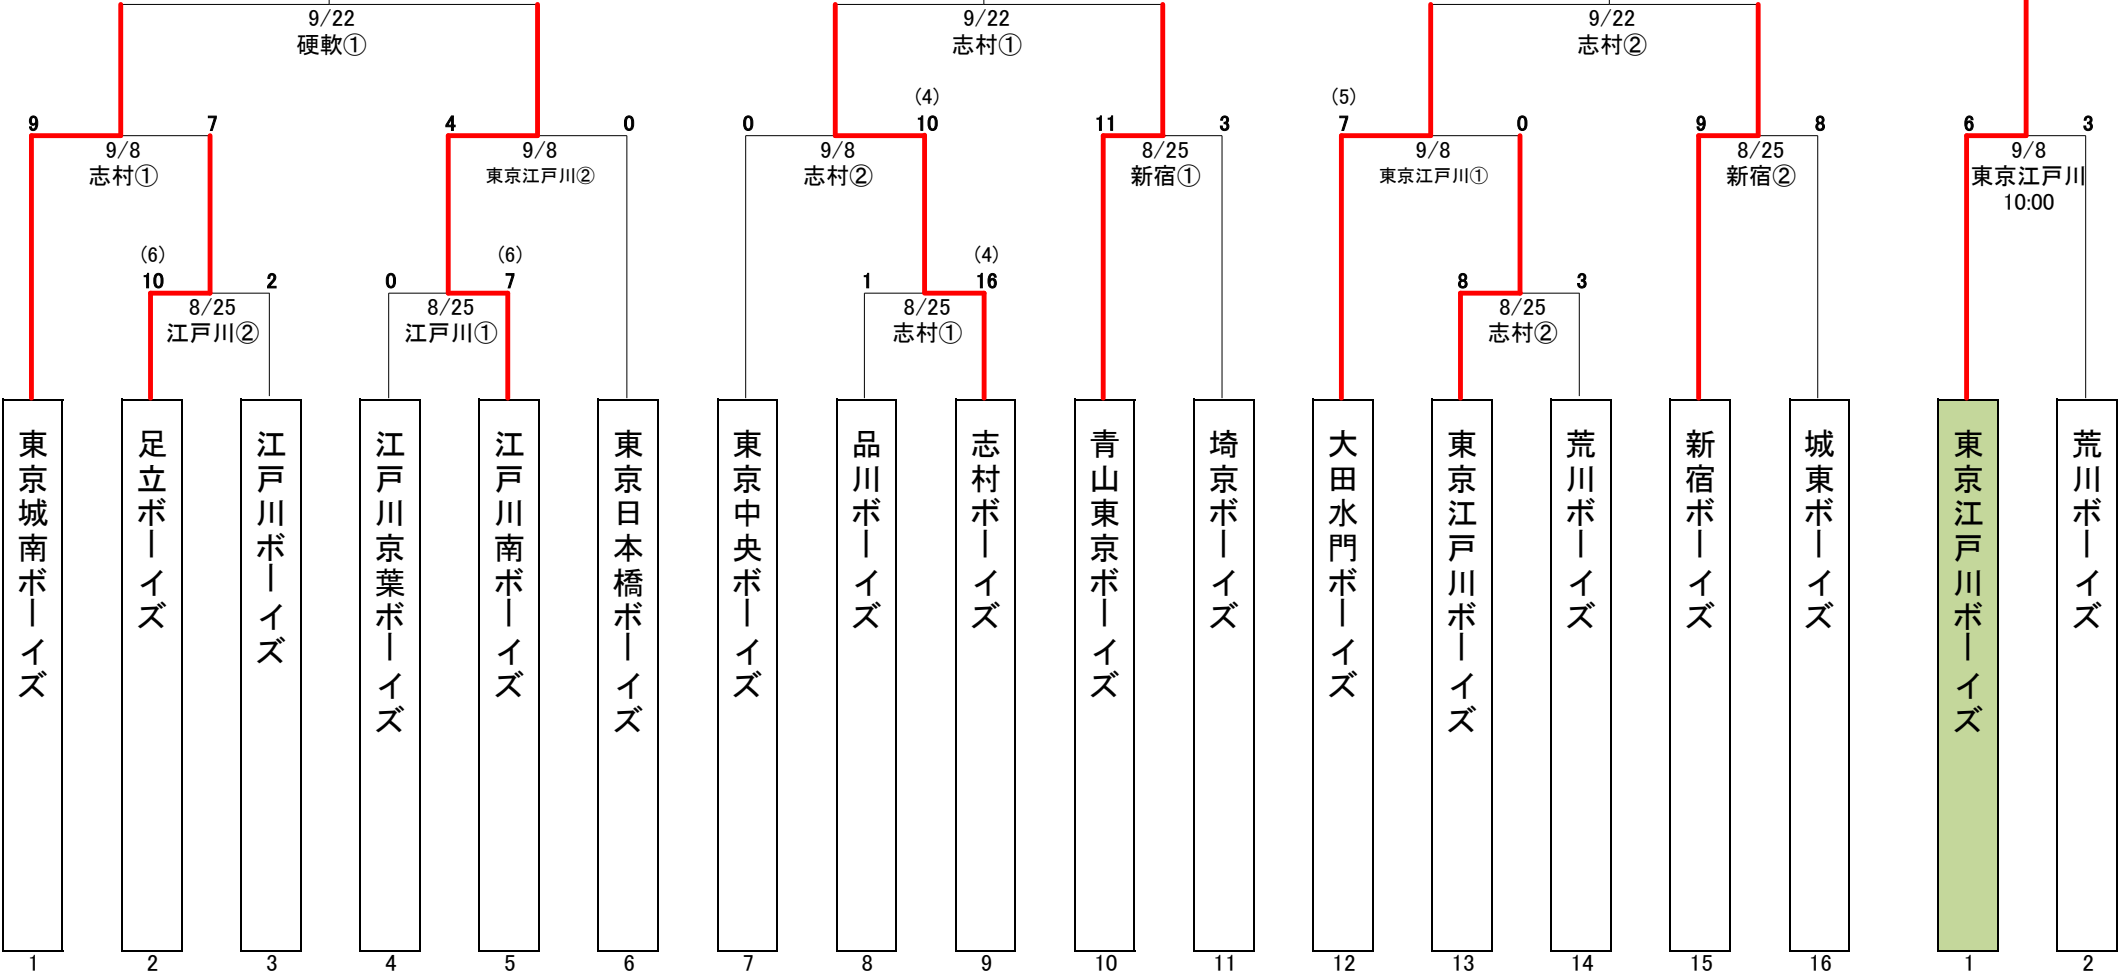 9/22
硬軟①
9/22
志村①
9/22
志村②
(4)
(5)
9
7
4
0
0
10
11
3
7
0
9
8
6
3
9/8
志村①
9/8
東京江戸川②
9/8
志村②
8/25
新宿①
9/8
東京江戸川①
8/25
新宿②
9/8
東京江戸川
10:00
(6)
(6)
(4)
10
2
0
7
1
16
8
3
8/25
江戸川②
8/25
江戸川①
8/25
志村①
8/25
志村②
東京城南ボーイズ
足立ボーイズ
江戸川ボーイズ
江戸川京葉ボーイズ
江戸川南ボーイズ
東京日本橋ボーイズ
東京中央ボーイズ
品川ボーイズ
志村ボーイズ
青山東京ボーイズ
埼京ボーイズ
大田水門ボーイズ
東京江戸川ボーイズ
荒川ボーイズ
新宿ボーイズ
城東ボーイズ
東京江戸川ボーイズ
荒川ボーイズ
1
2
3
4
5
6
7
8
9
10
11
12
13
14
15
16
1
2